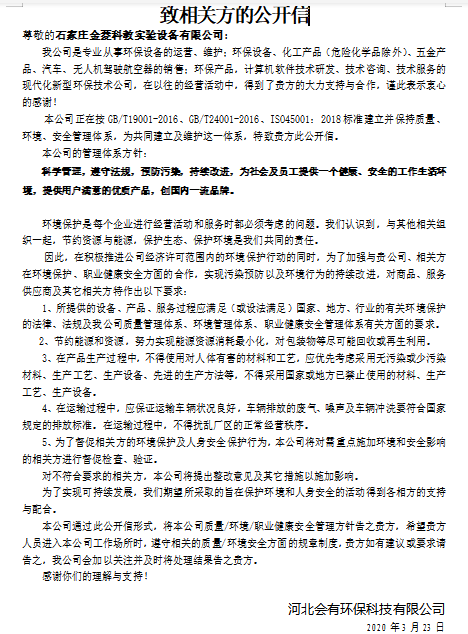 致相关方的公开信
尊敬的石家庄金菱科教实验设备有限公司：
我公司是专业从事环保设备的运营、维护；环保设备、化工产品（危险化学品除外）、五金产
品、汽车、无人机驾驶航空器的销售；环保产品，计算机软件技术研发、技术咨询、技术服务的
现代化新型环保技术公司，在以往的经营活动中，得到了贵方的大力支持与合作，谨此表示衷心
的感谢！
本公司正在按 GB/T19001-2016、GB/T24001-2016、ISO45001：2018 标准建立并保持质量、
环境、安全管理体系，为共同建立及维护这一体系，特致贵方此公开信。
本公司的管理体系方针：
科学管理，遵守法规，预防污染，持续改进，为社会及员工提供一个健康、安全的工作生活环
境，提供用户满意的优质产品，创国内一流品牌。
环境保护是每个企业进行经营活动和服务时都必须考虑的问题。我们认识到，与其他相关组
织一起，节约资源与能源，保护生态、保护环境是我们共同的责任。
因此，在积极推进公司经济许可范围内的环境保护行动的同时，为了加强与贵公司、相关方
在环境保护、职业健康安全方面的合作，实现污染预防以及环境行为的持续改进，对商品、服务
供应商及其它相关方特作出以下要求：
1、所提供的设备、产品、服务过程应满足（或设法满足）国家、地方、行业的有关环境保护
的法律、法规及我公司质量管理体系、环境管理体系、职业健康安全管理体系有关方面的要求。
2、节约能源和资源，努力实现能源资源消耗最小化，对包装物等尽可能回收或再生利用。
3、在产品生产过程中，不得使用对人体有害的材料和工艺，应优先考虑采用无污染或少污染
材料、生产工艺、生产设备、先进的生产方法等，不得采用国家或地方已禁止使用的材料、生产
工艺、生产设备。
4、在运输过程中，应保证运输车辆状况良好，车辆排放的废气、噪声及车辆冲洗要符合国家
规定的排放标准。在运输过程中，不得扰乱厂区的正常经营秩序。
5、为了督促相关方的环境保护及人身安全保护行为，本公司将对需重点施加环境和安全影响
的相关方进行督促检查、验证。
对不符合要求的相关方，本公司将提出整改意见及其它措施以施加影响。
为了实现可持续发展，我们期望所采取的旨在保护环境和人身安全的活动得到各相方的支持
与配合。
本公司通过此公开信形式，将本公司质量/环境/职业健康安全管理方针告之贵方，希望贵方
人员进入本公司工作场所时，遵守相关的质量/环境安全方面的规章制度，贵方如有建议或要求请
告之，我公司会加以关注并及时将处理结果告之贵方。
感谢你们的理解与支持！
河北会有环保科技有限公司
2020 年 3 月 23 日